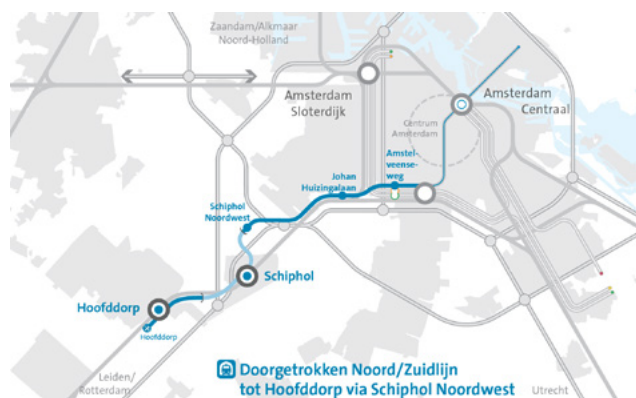 Zaandam/Alkmaar
Noord-Holland
Amsterdam
Sloterdijk
Amsterdam
Centraal
Centrum
Amsterdam
Amstel-
veense-
weg
Johan
Huizingalaan
Schiphol
Noordwest
Schiphol
Hoofddorp
Hoofddorp
Leiden/
Rotterdam
Doorgetrokken Noord/Zuidlijn
tot Hoofddorp via Schiphol Noordwest
Utrecht